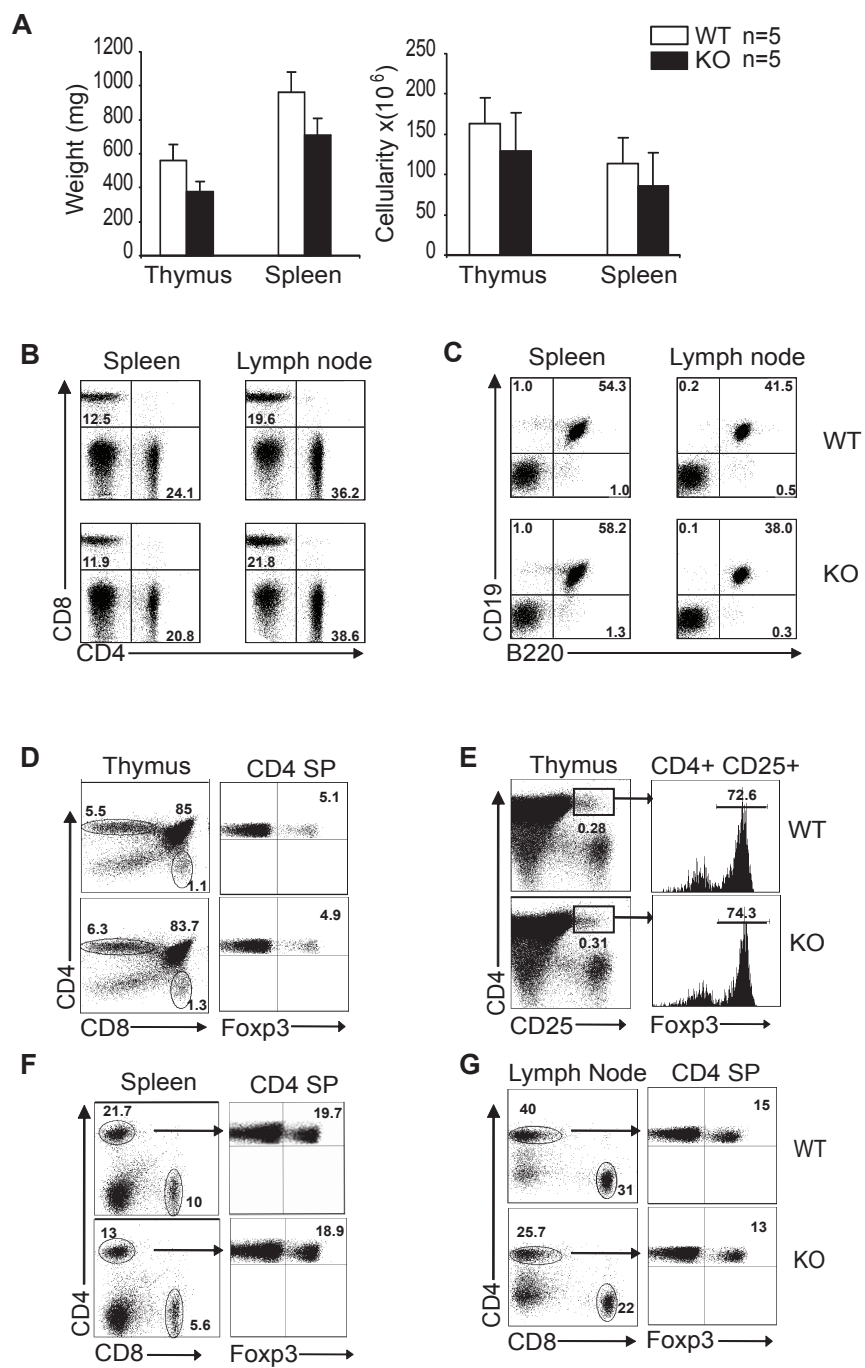 A
WT n=5
KO n=5
Weight (mg)
1200
1000
800
600
400
200
0
Thymus Spleen
Cellularity x(10^6)
250
200
150
100
50
0
Thymus Spleen
B
Spleen Lymph node
12.5 24.1
19.6 36.2
11.9 20.8
21.8 38.6
CD8
CD4
C
Spleen Lymph node
1.0 54.3
1.0
0.2 41.5
0.5
WT
1.0 58.2
1.3
0.1 38.0
0.3
KO
CD19
B220
D
Thymus CD4 SP
5.5 85
1.1
5.1
6.3 83.7
1.3
4.9
CD4
CD8 Foxp3
E
Thymus CD4+ CD25+
0.28
72.6
WT
0.31
74.3
KO
CD4
CD25 Foxp3
F
Spleen CD4 SP
21.7
10
19.7
13
5.6
18.9
CD4
CD8 Foxp3
G
Lymph Node CD4 SP
40
31
15
WT
25.7
22
13
KO
CD4
CD8 Foxp3